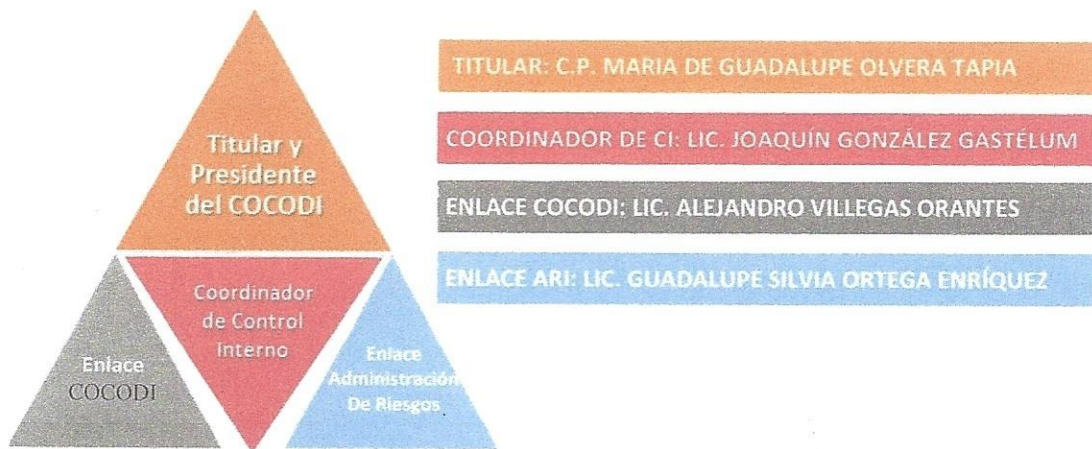 Titular y
Presidente
del COCODI
Coordinador
de Control
Interno
Enlace
COCODI
Enlace
Administración
De Riesgos
TITULAR: C.P. MARIA DE GUADALUPE OLVERA TAPIA
COORDINADOR DE CI: LIC. JOAQUÍN GONZÁLEZ GASTÉLUM
ENLACE COCODI: LIC. ALEJANDRO VILLEGAS ORANTES
ENLACE ARI: LIC. GUADALUPE SILVIA ORTEGA ENRÍQUEZ